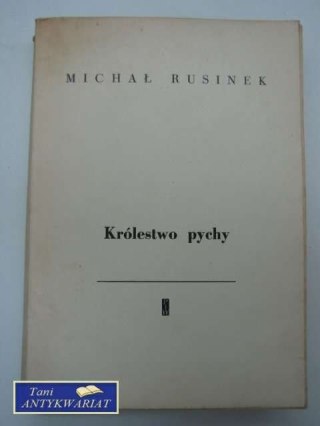 MICHAŁ RUSINEK
Królestwo pychy
Tani
ANTYKWARIAT